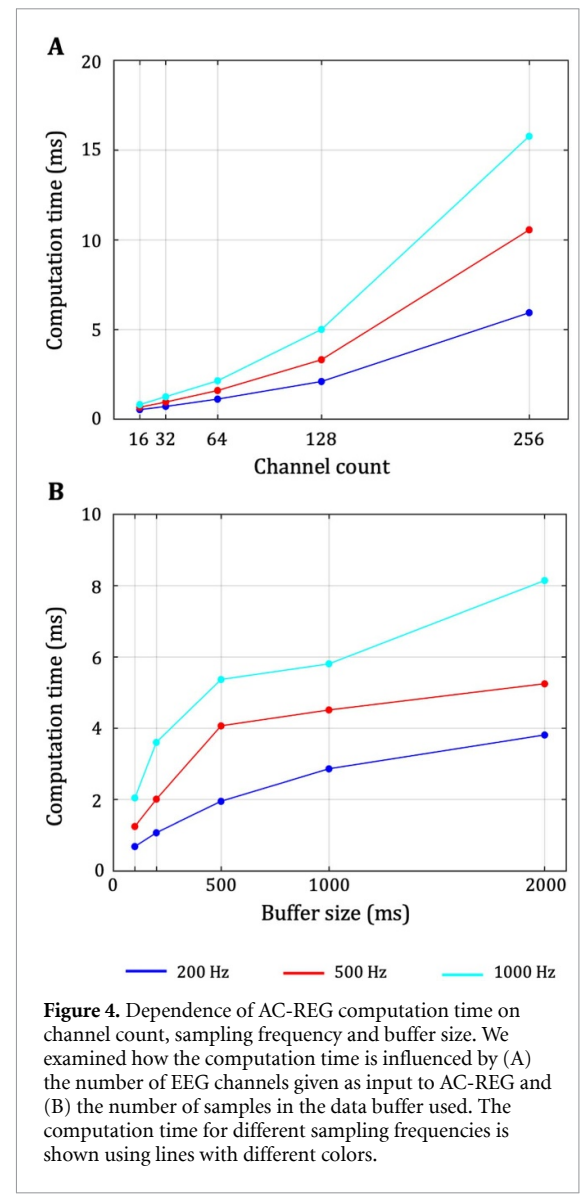 A
20
15
10
5
0
Computation time (ms)
16 32 64 128 256
Channel count
B
10
8
6
4
2
0
Computation time (ms)
0 500 1000 2000
Buffer size (ms)
200 Hz 500 Hz 1000 Hz
Figure 4. Dependence of AC-REG computation time on
channel count, sampling frequency and buffer size. We
examined how the computation time is influenced by (A)
the number of EEG channels given as input to AC-REG and
(B) the number of samples in the data buffer used. The
computation time for different sampling frequencies is
shown using lines with different colors.